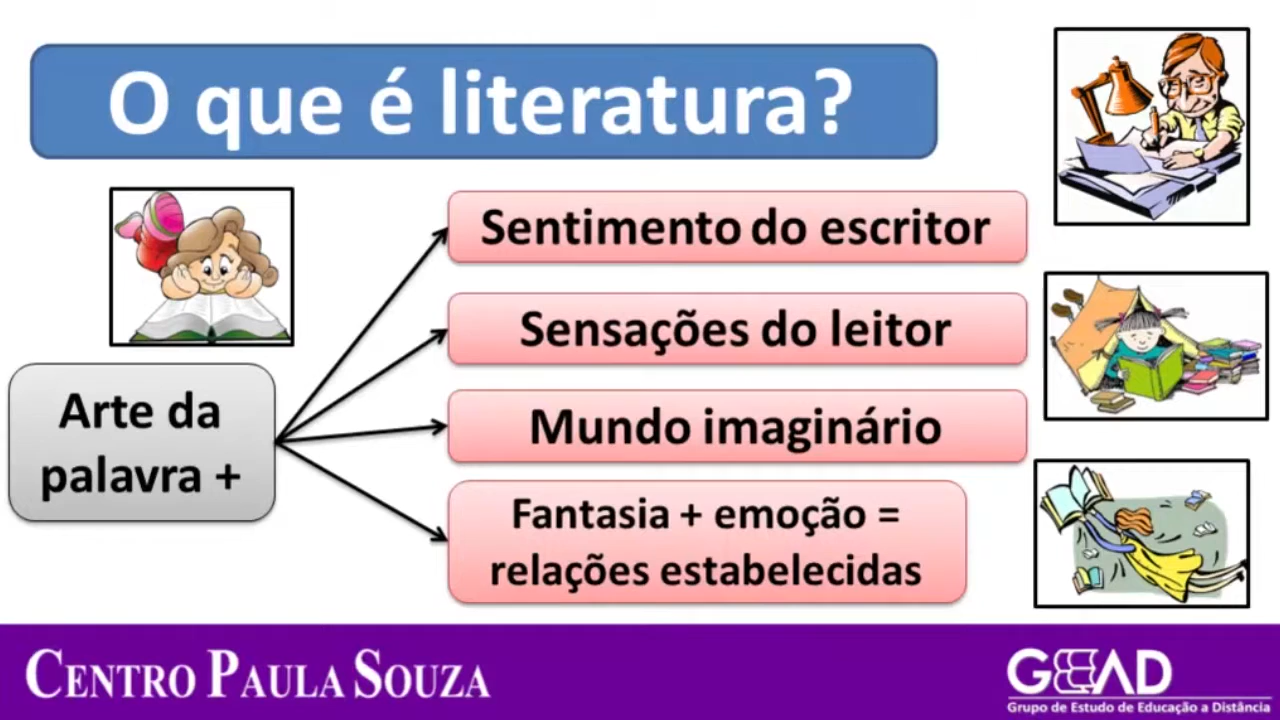 O que é literatura?
Sentimento do escritor
Sensações do leitor
Arte da
palavra +
Mundo imaginário
Fantasia + emoção =
relações estabelecidas
CENTRO PAULA SOUZA
GEEAD
Grupo de Estudo de Educação a Distância